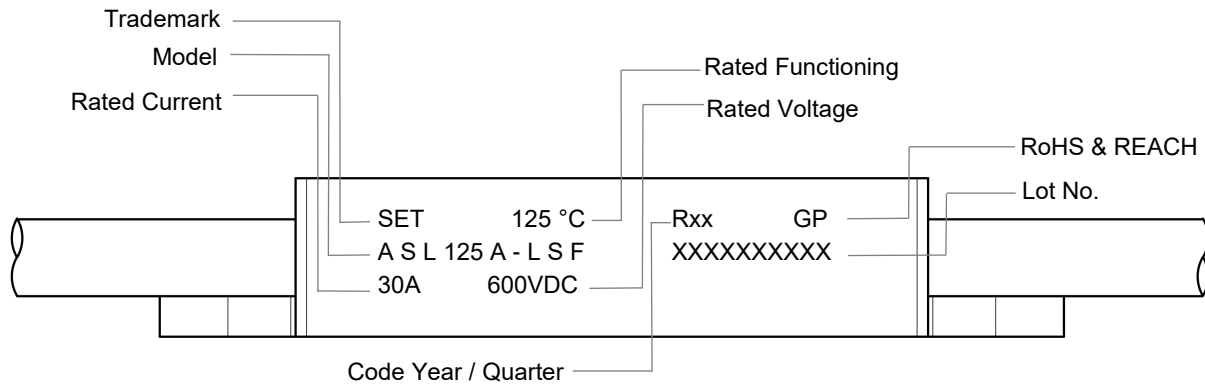 Trademark
Model
Rated Current
Rated Functioning
Rated Voltage
RoHS & REACH
Lot No.
SET 125 °C Rxx GP
A S L 125 A - L S F XXXXXXXXXX
30A 600VDC
Code Year / Quarter